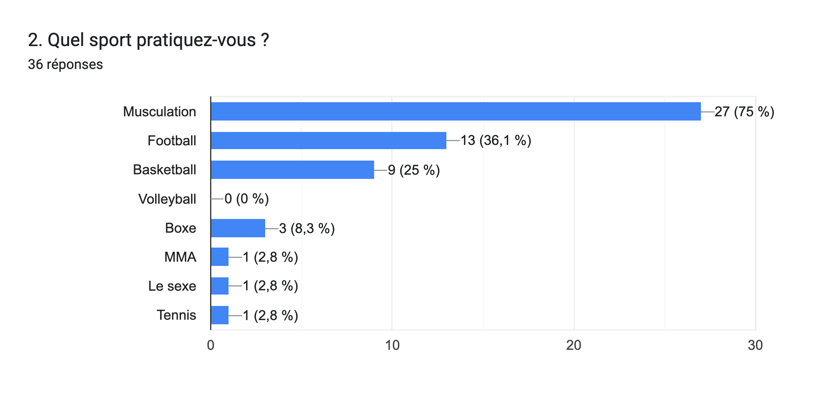 2. Quel sport pratiquez-vous ?
36 réponses
Musculation 27 (75 %)
Football 13 (36,1 %)
Basketball 9 (25 %)
Volleyball 0 (0 %)
Boxe 3 (8,3 %)
MMA 1 (2,8 %)
Le sexe 1 (2,8 %)
Tennis 1 (2,8 %)
0 10 20 30